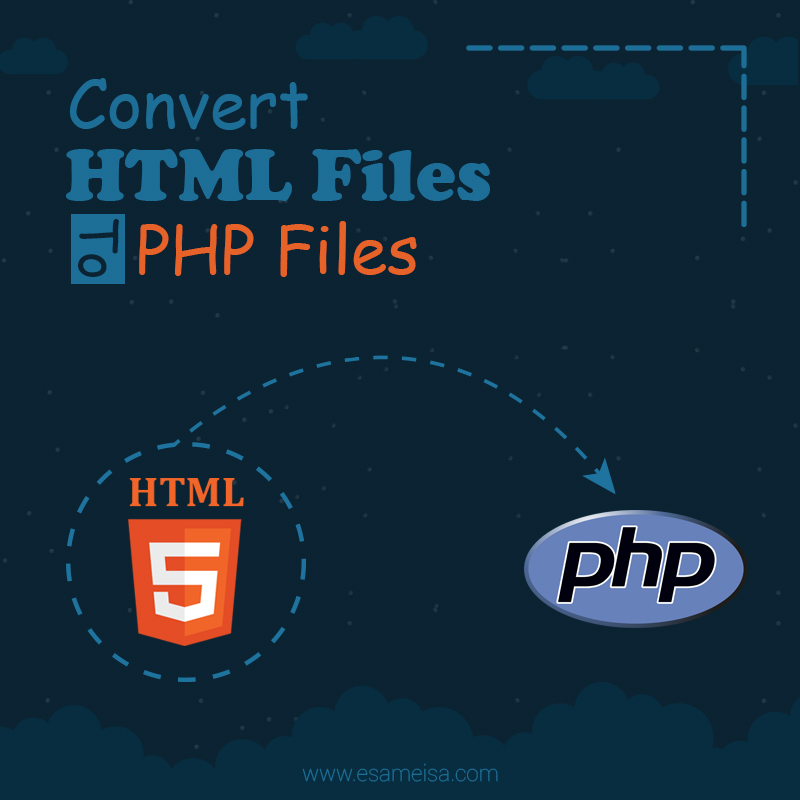 Convert
HTML Files
To PHP Files
HTML
5
php
www.esameisa.com